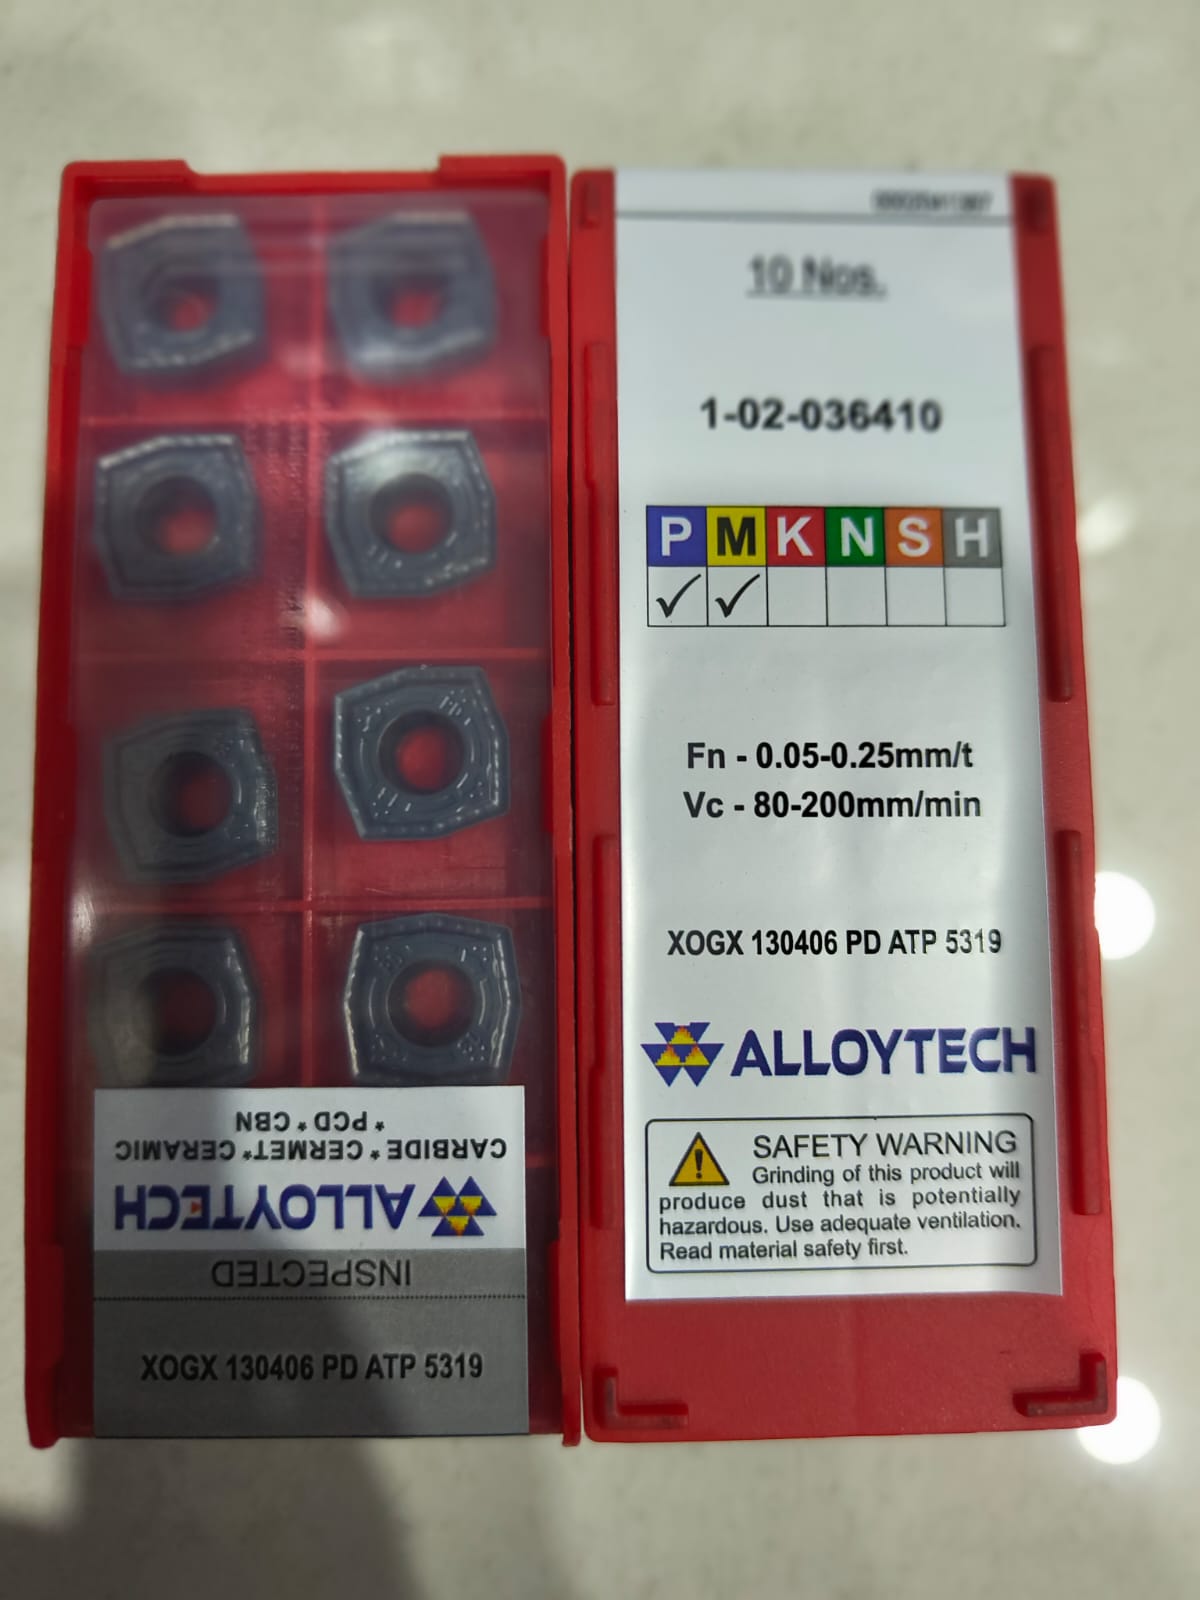 CARBIDE * CERMET * CERAMIC
* PCD * CBN
ALLOYTECH
INSPECTED
XOGX 130406 PD ATP 5319
10 Nos.
1-02-036410
P M K N S H
✓ ✓
Fn - 0.05-0.25mm/t
Vc - 80-200mm/min
XOGX 130406 PD ATP 5319
ALLOYTECH
SAFETY WARNING
Grinding of this product will
produce dust that is potentially
hazardous. Use adequate ventilation.
Read material safety first.